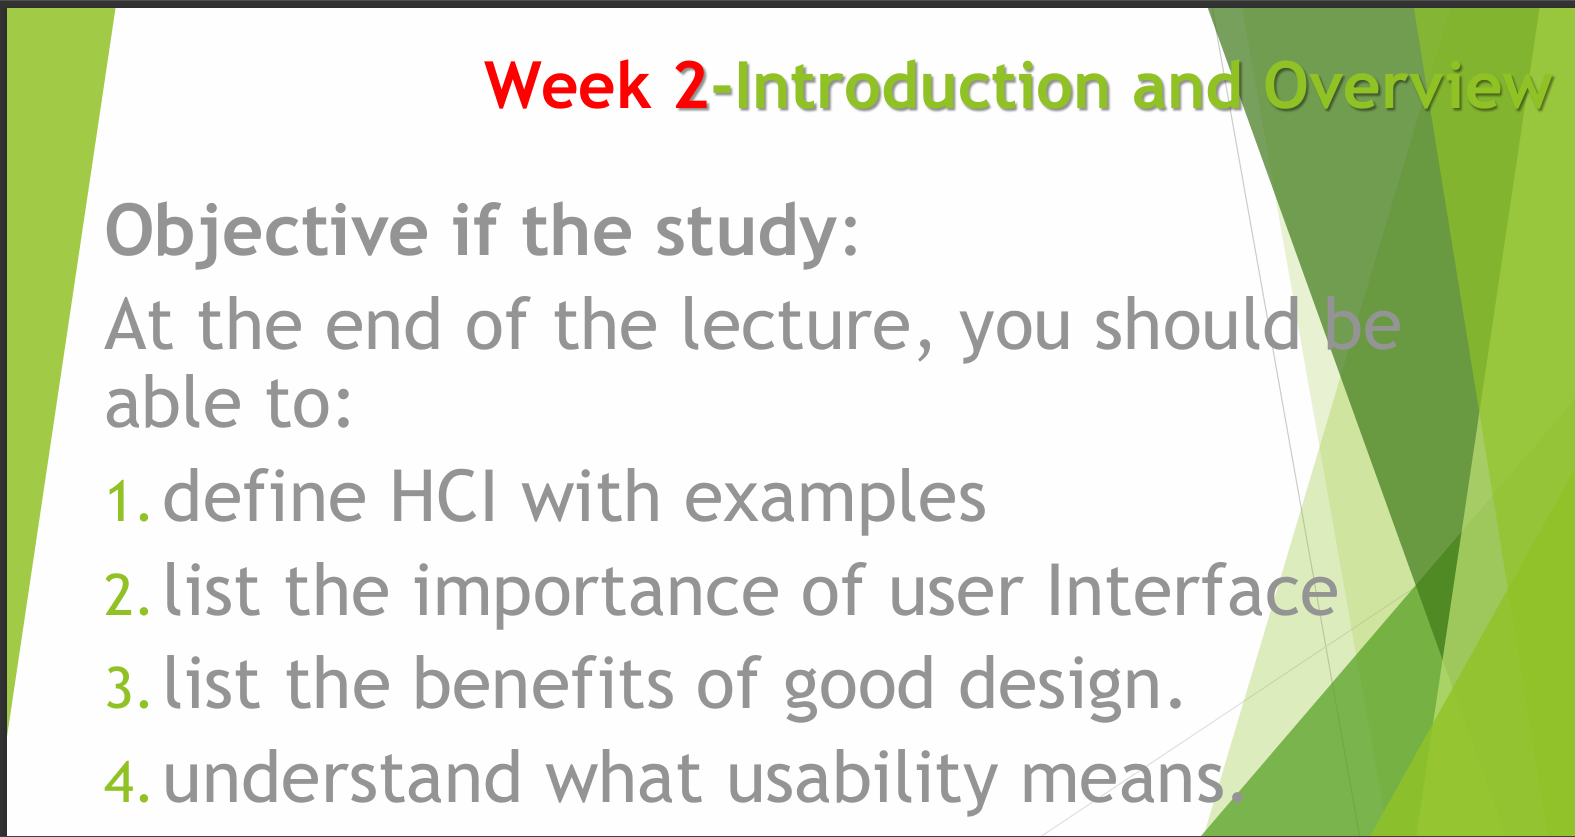 Week 2-Introduction and Overview
Objective if the study:
At the end of the lecture, you should be
able to:
1. define HCI with examples
2. list the importance of user Interface
3. list the benefits of good design.
4. understand what usability means.